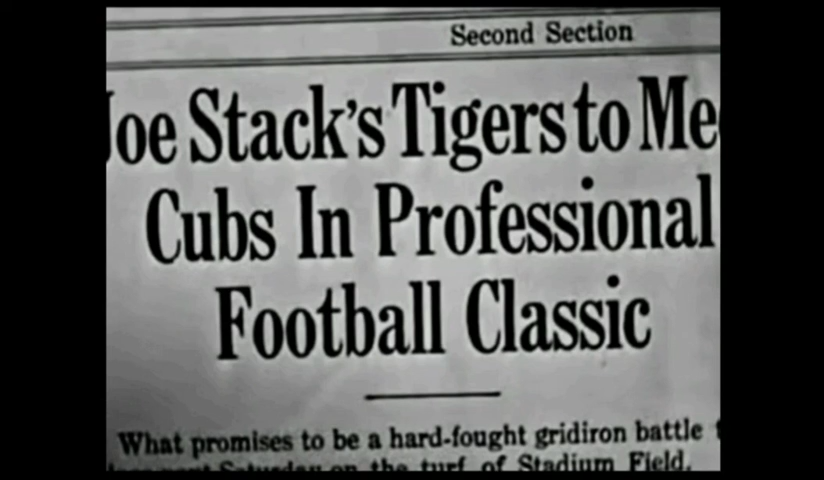 Second Section
Joe Stack's Tigers to Me
Cubs In Professional
Football Classic
What promises to be a hard-fought gridiron battle
Saturday on the turf of Stadium Field.